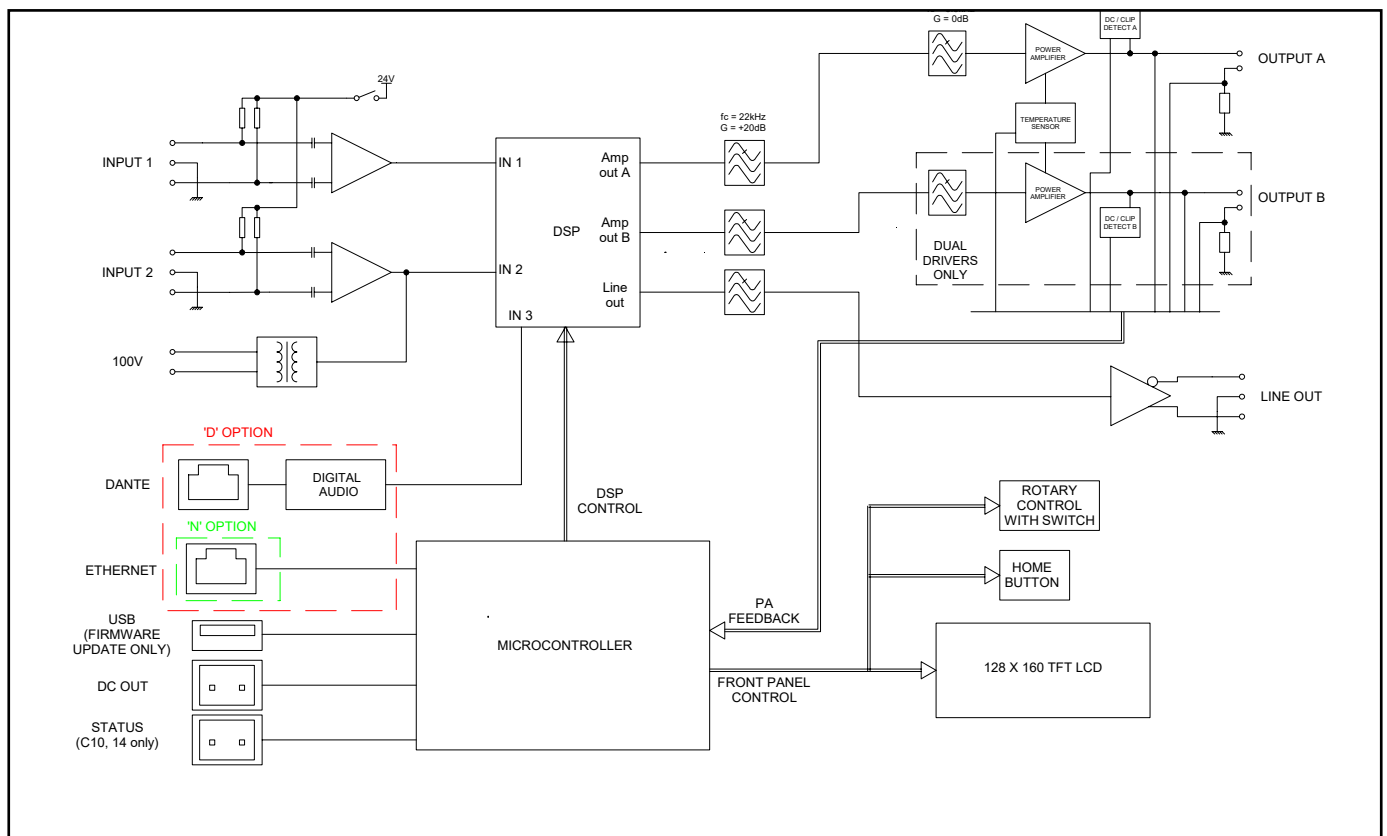 G = 0dB
DC / CLIP
DETECT A
POWER
AMPLIFIER
OUTPUT A
24V
fc = 22kHz
G = +20dB
TEMPERATURE
SENSOR
INPUT 1
IN 1
Amp
out A
POWER
AMPLIFIER
OUTPUT B
DC / CLIP
DETECT B
DSP
Amp
out B
DUAL
DRIVERS
ONLY
INPUT 2
IN 2
Line
out
IN 3
100V
LINE OUT
'D' OPTION
DANTE
DIGITAL
AUDIO
DSP
CONTROL
ROTARY
CONTROL
WITH SWITCH
'N' OPTION
ETHERNET
HOME
BUTTON
PA
FEEDBACK
USB
(FIRMWARE
UPDATE ONLY)
MICROCONTROLLER
128 X 160 TFT LCD
DC OUT
FRONT PANEL
CONTROL
STATUS
(C10, 14 only)